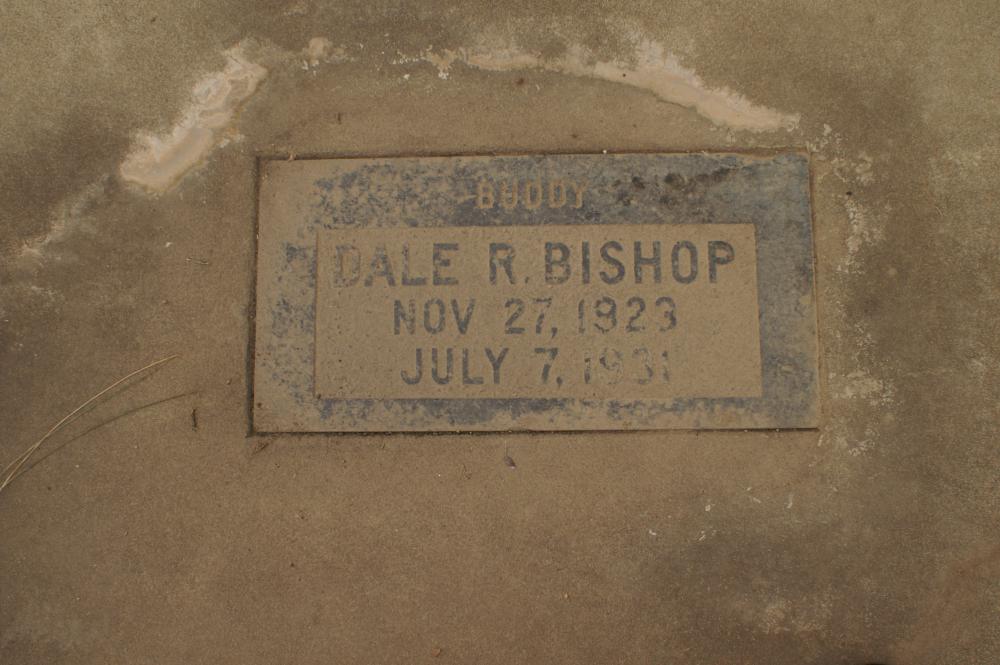 BUDDY
DALE R. BISHOP
NOV 27, 1923
JULY 7, 1931